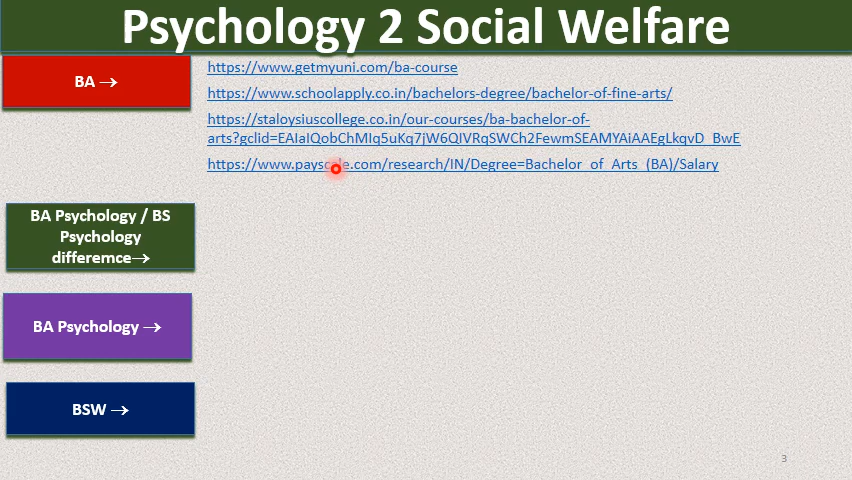 Psychology 2 Social Welfare
BA →
https://www.getmyuni.com/ba-course
https://www.schoolapply.co.in/bachelors-degree/bachelor-of-fine-arts/
https://staloysiuscollege.co.in/our-courses/ba-bachelor-of-
arts?gclid=EAIaIQobChMIq5uKq7jW6QIVRqSWCh2FewmSEAMYAiAAEgLkqvD_BwE
https://www.payscale.com/research/IN/Degree=Bachelor_of_Arts_(BA)/Salary
BA Psychology / BS
Psychology
differemce→
BA Psychology →
BSW →
3